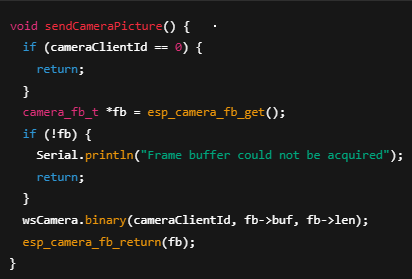 void sendCameraPicture() {
  if (cameraClientId == 0) {
    return;
  }
  camera_fb_t *fb = esp_camera_fb_get();
  if (!fb) {
    Serial.println("Frame buffer could not be acquired");
    return;
  }
  wsCamera.binary(cameraClientId, fb->buf, fb->len);
  esp_camera_fb_return(fb);
}